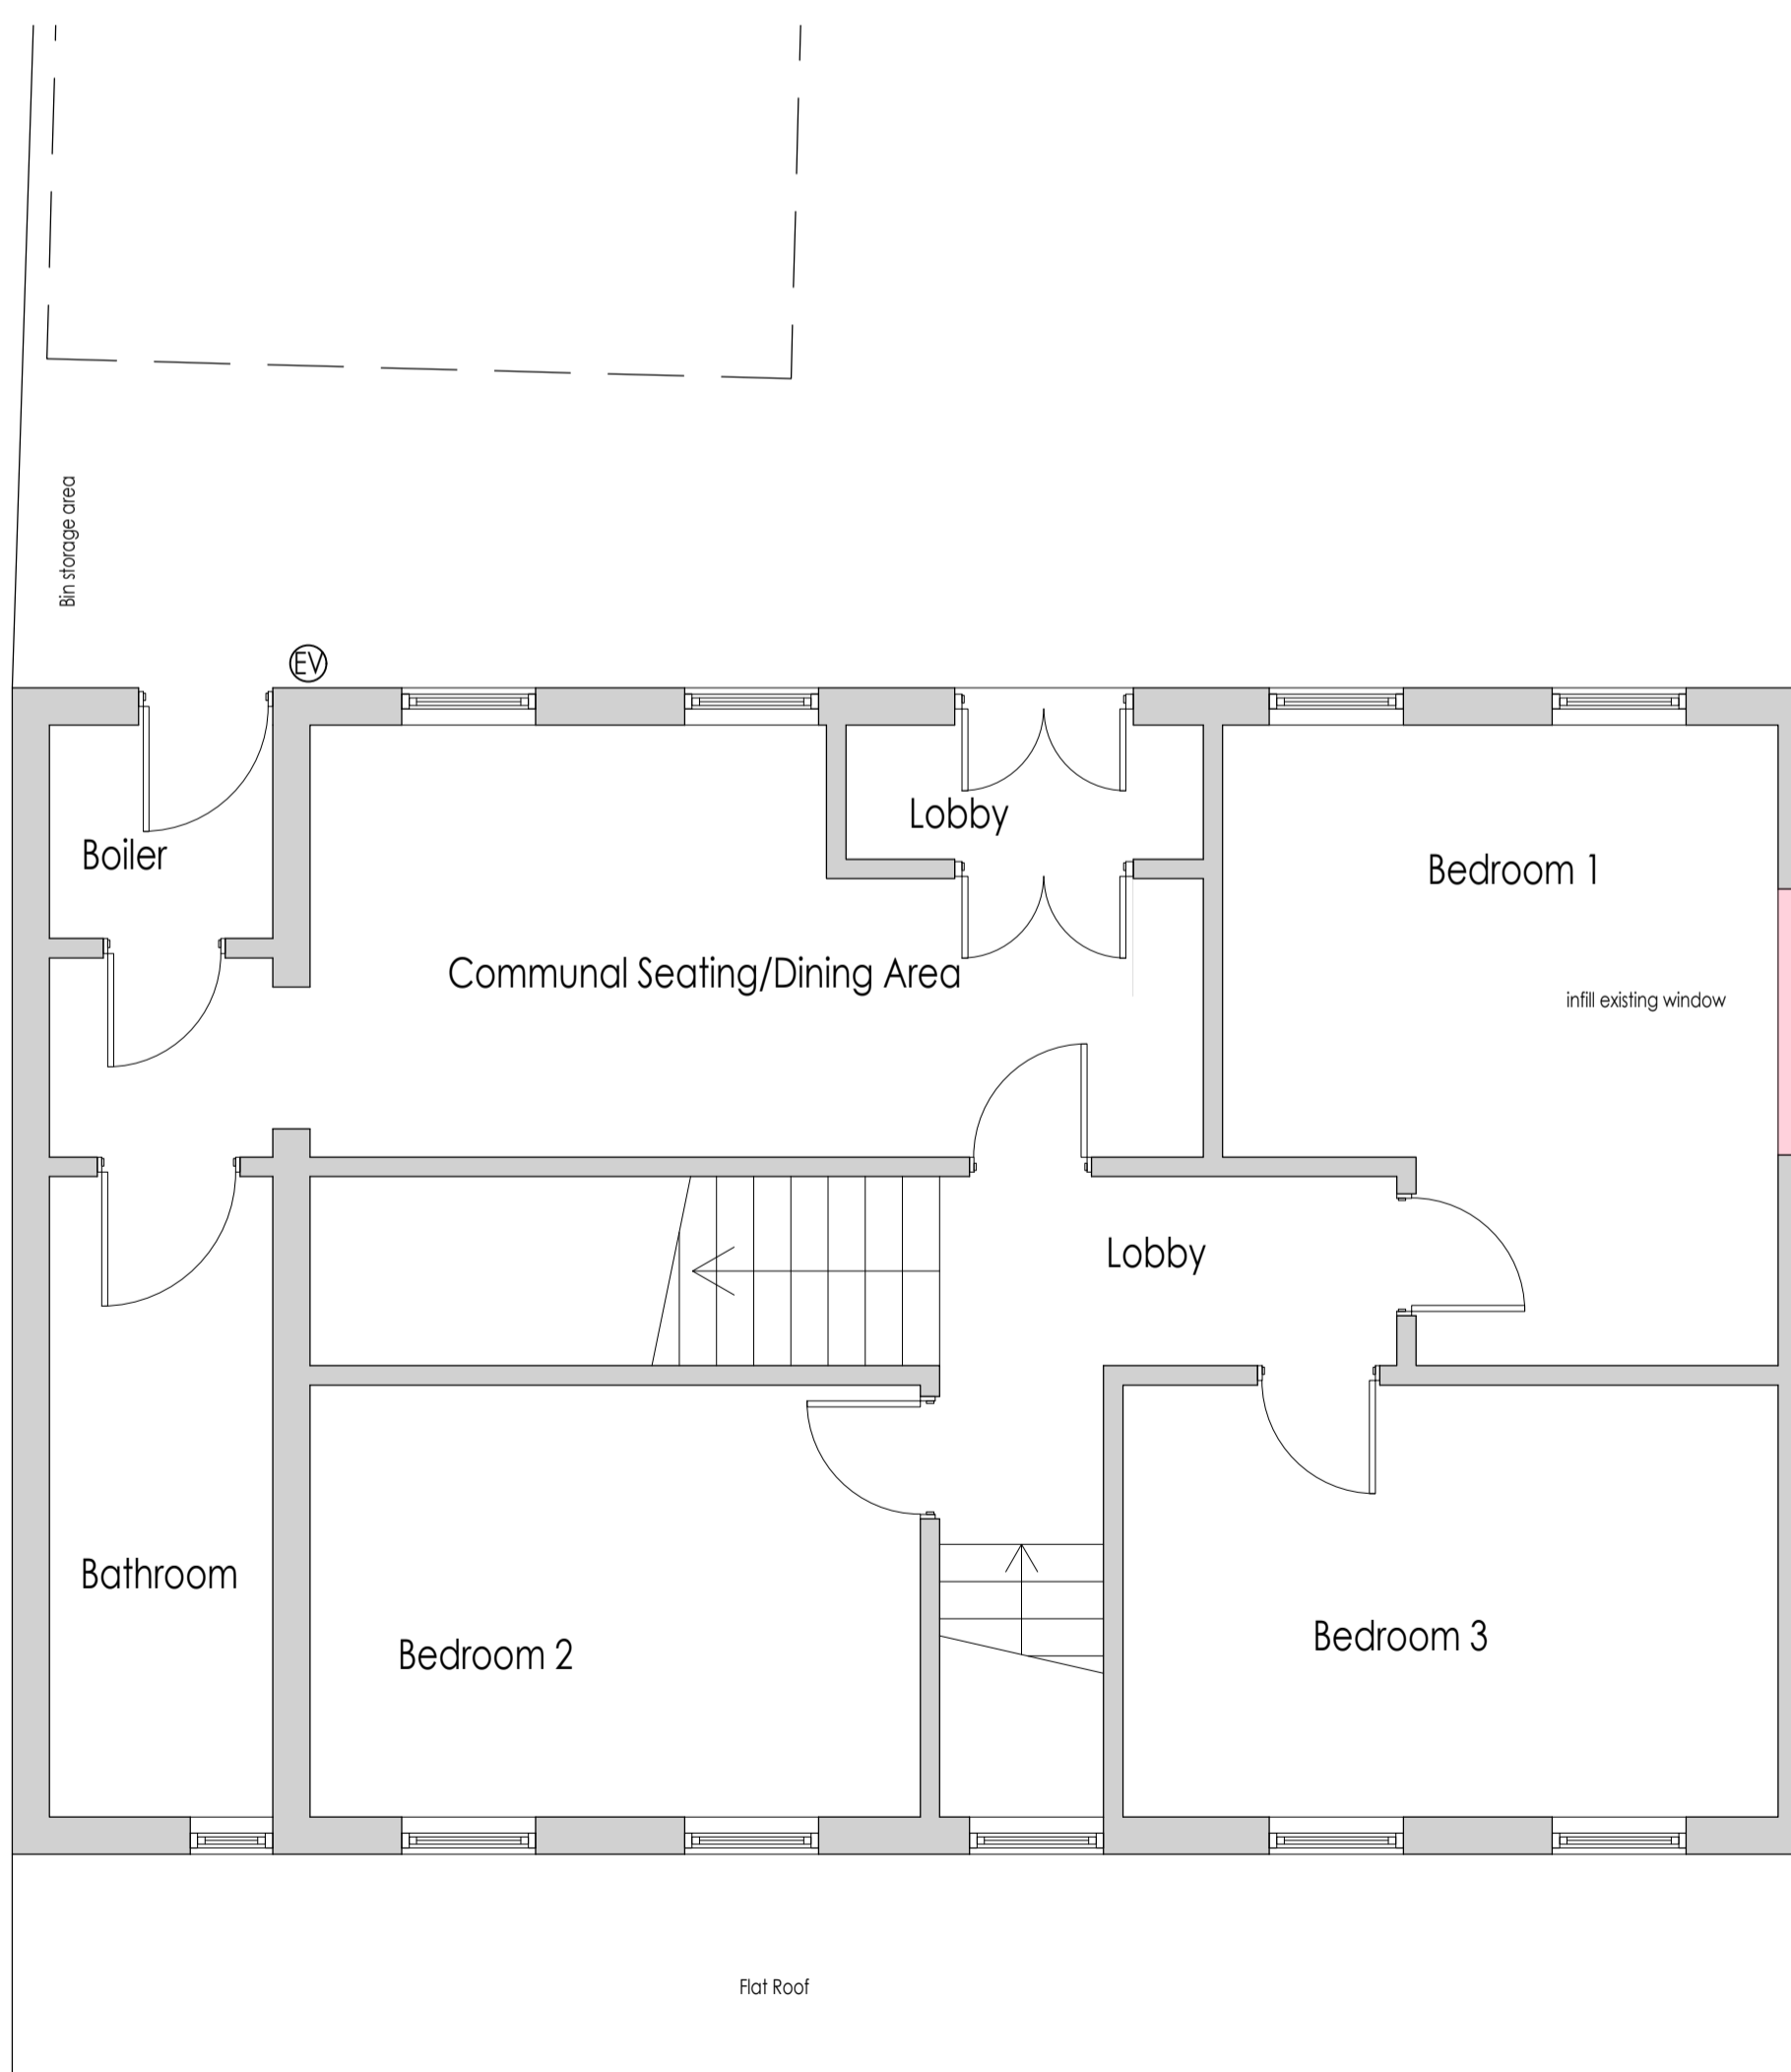 Bin storage area
EV
Lobby
Boiler
Bedroom 1
Communal Seating/Dining Area
infill existing window
Lobby
Bathroom
Bedroom 2
Bedroom 3
Flat Roof